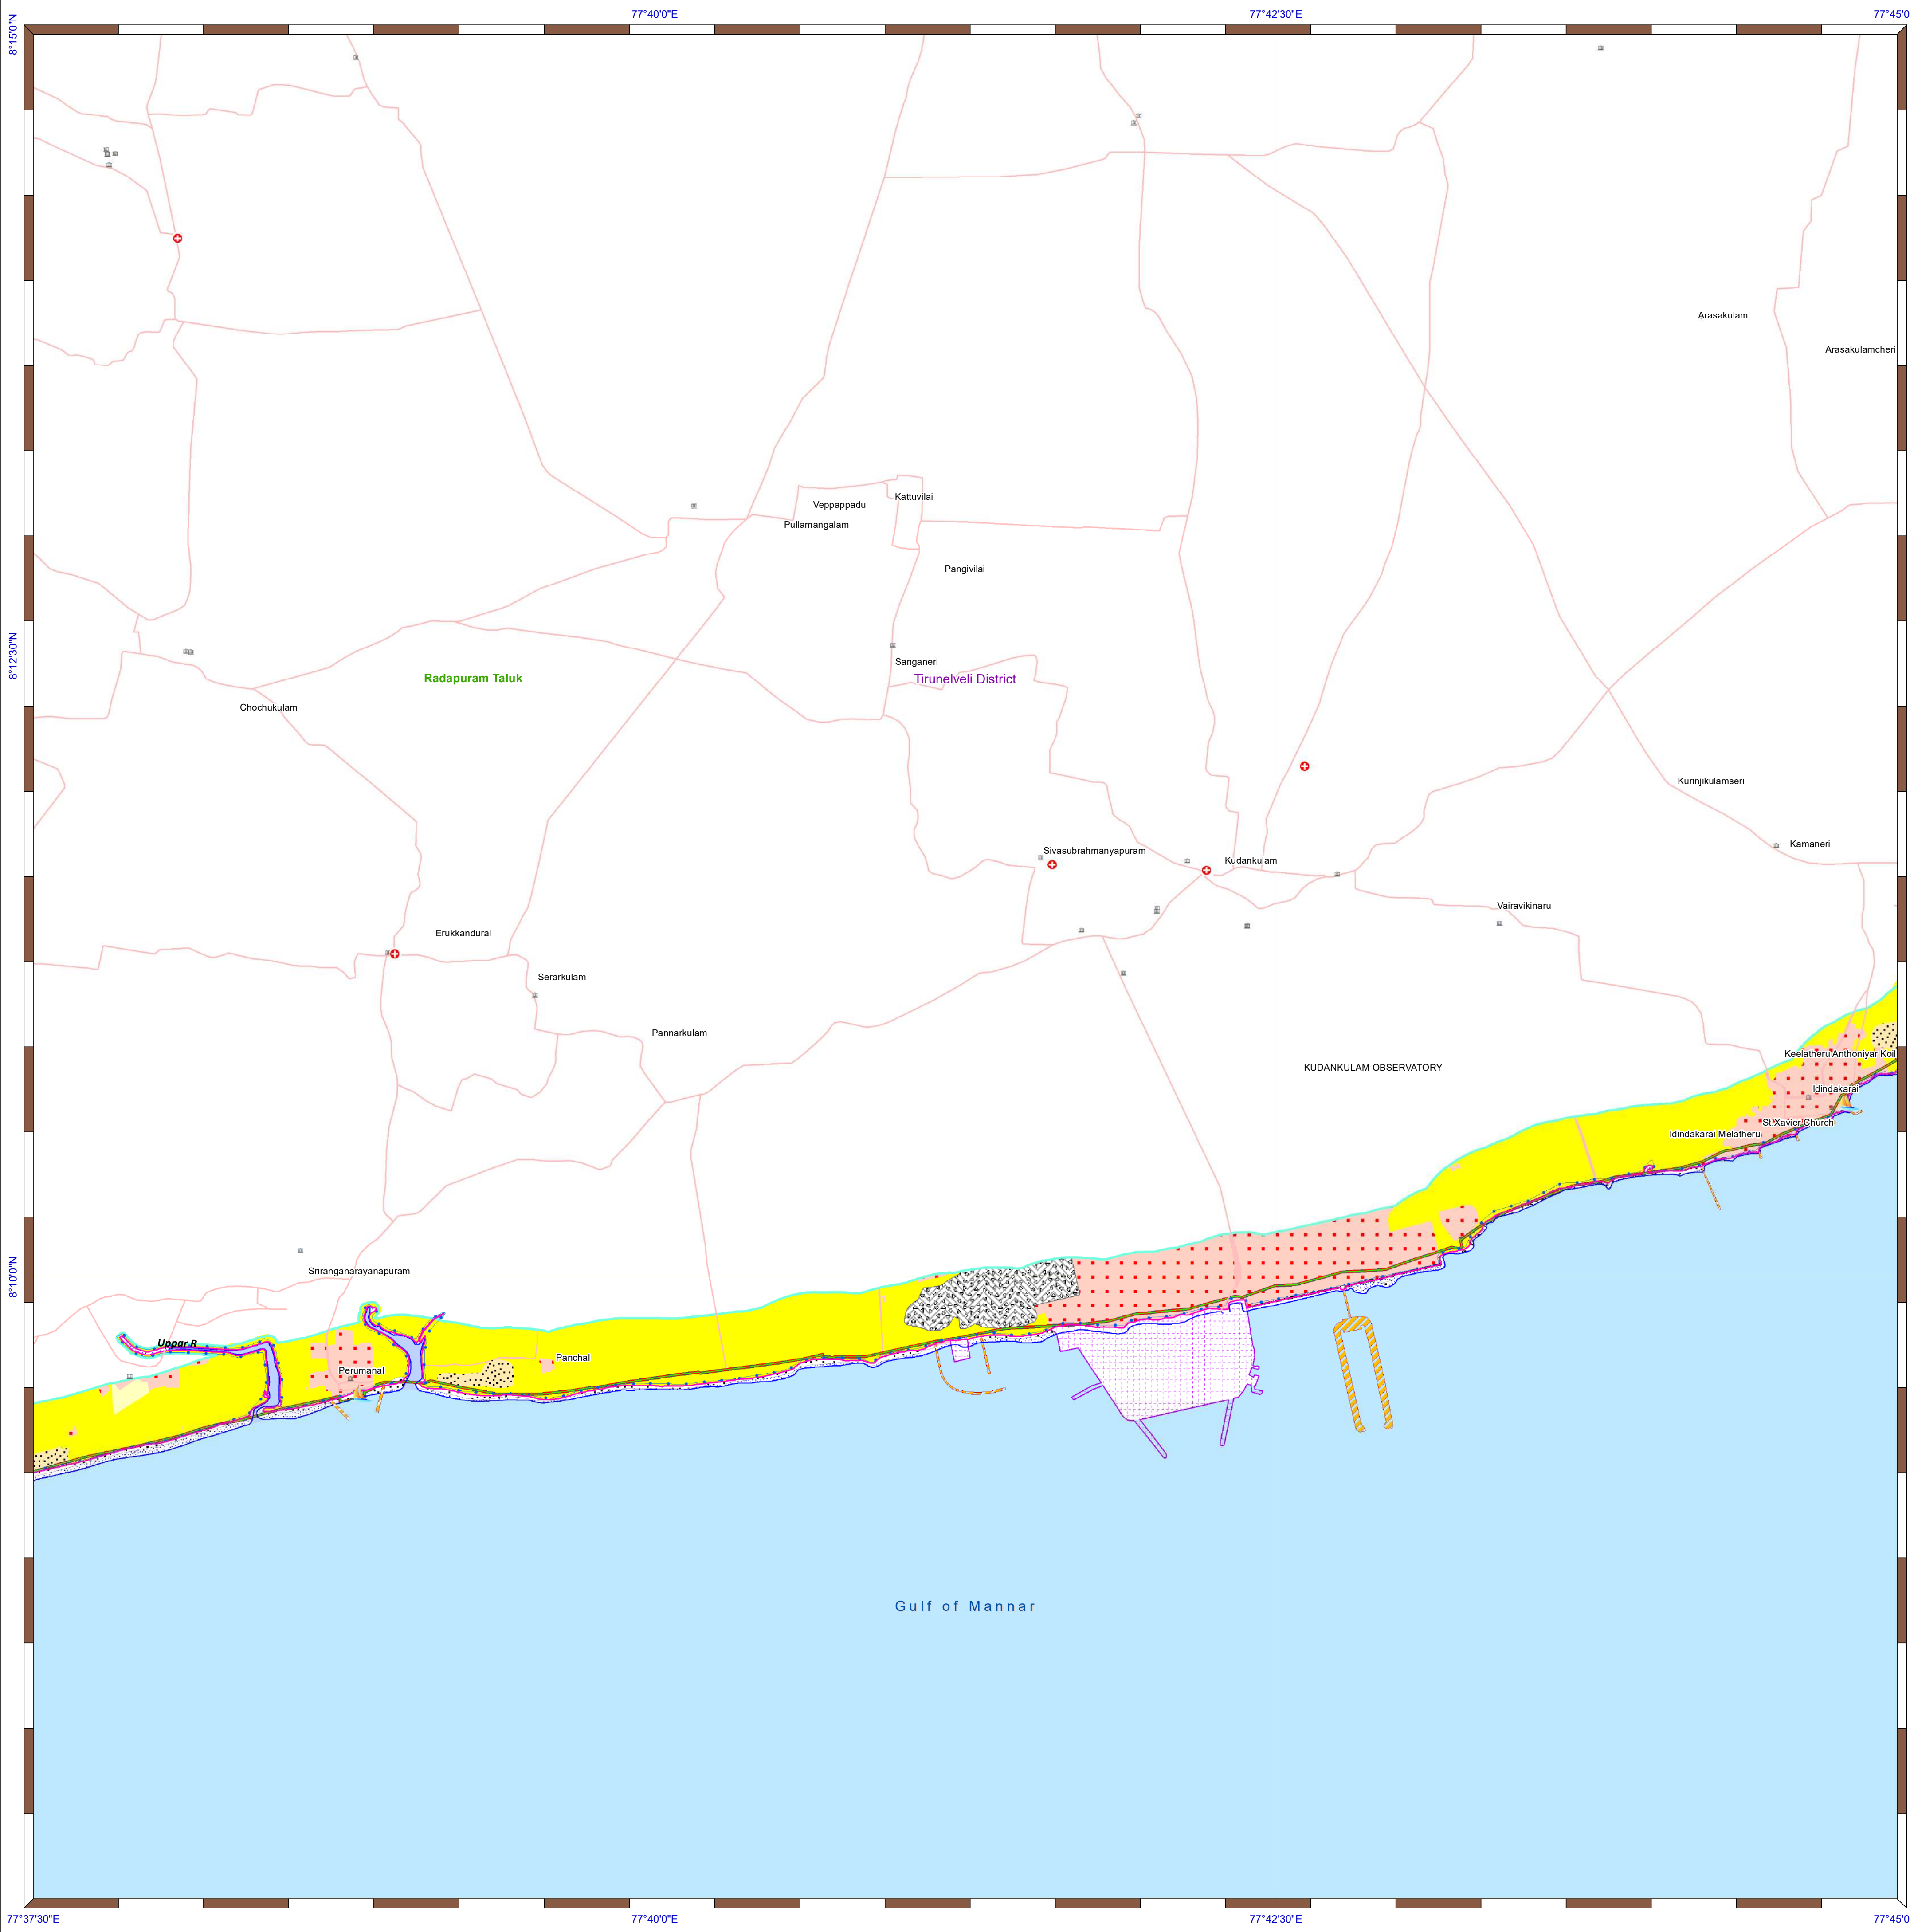 77°40'0"E
77°42'30"E
77°45'0
8°15'0"N
Arasakulam
Arasakulamcheri
Kattuvilai
Veppappadu
Pullamangalam
Pangivilai
8°12'30"N
Sanganeri
Radapuram Taluk
Tirunelveli District
Chochukulam
Kurinjikulamseri
Kamaneri
Sivasubrahmanyapuram
Kudankulam
Vairavikinaru
Erukkandurai
Serarkulam
Pannarkulam
Keelatheru Anthoniyar Koil
KUDANKULAM OBSERVATORY
Idindakarai
St.Xavier Church
Idindakarai Melatheru
8°10'0"N
Sriranganarayanapuram
Uppar R
Panchal
Perumanal
Gulf of Mannar
77°37'30"E
77°40'0"E
77°42'30"E
77°45'0